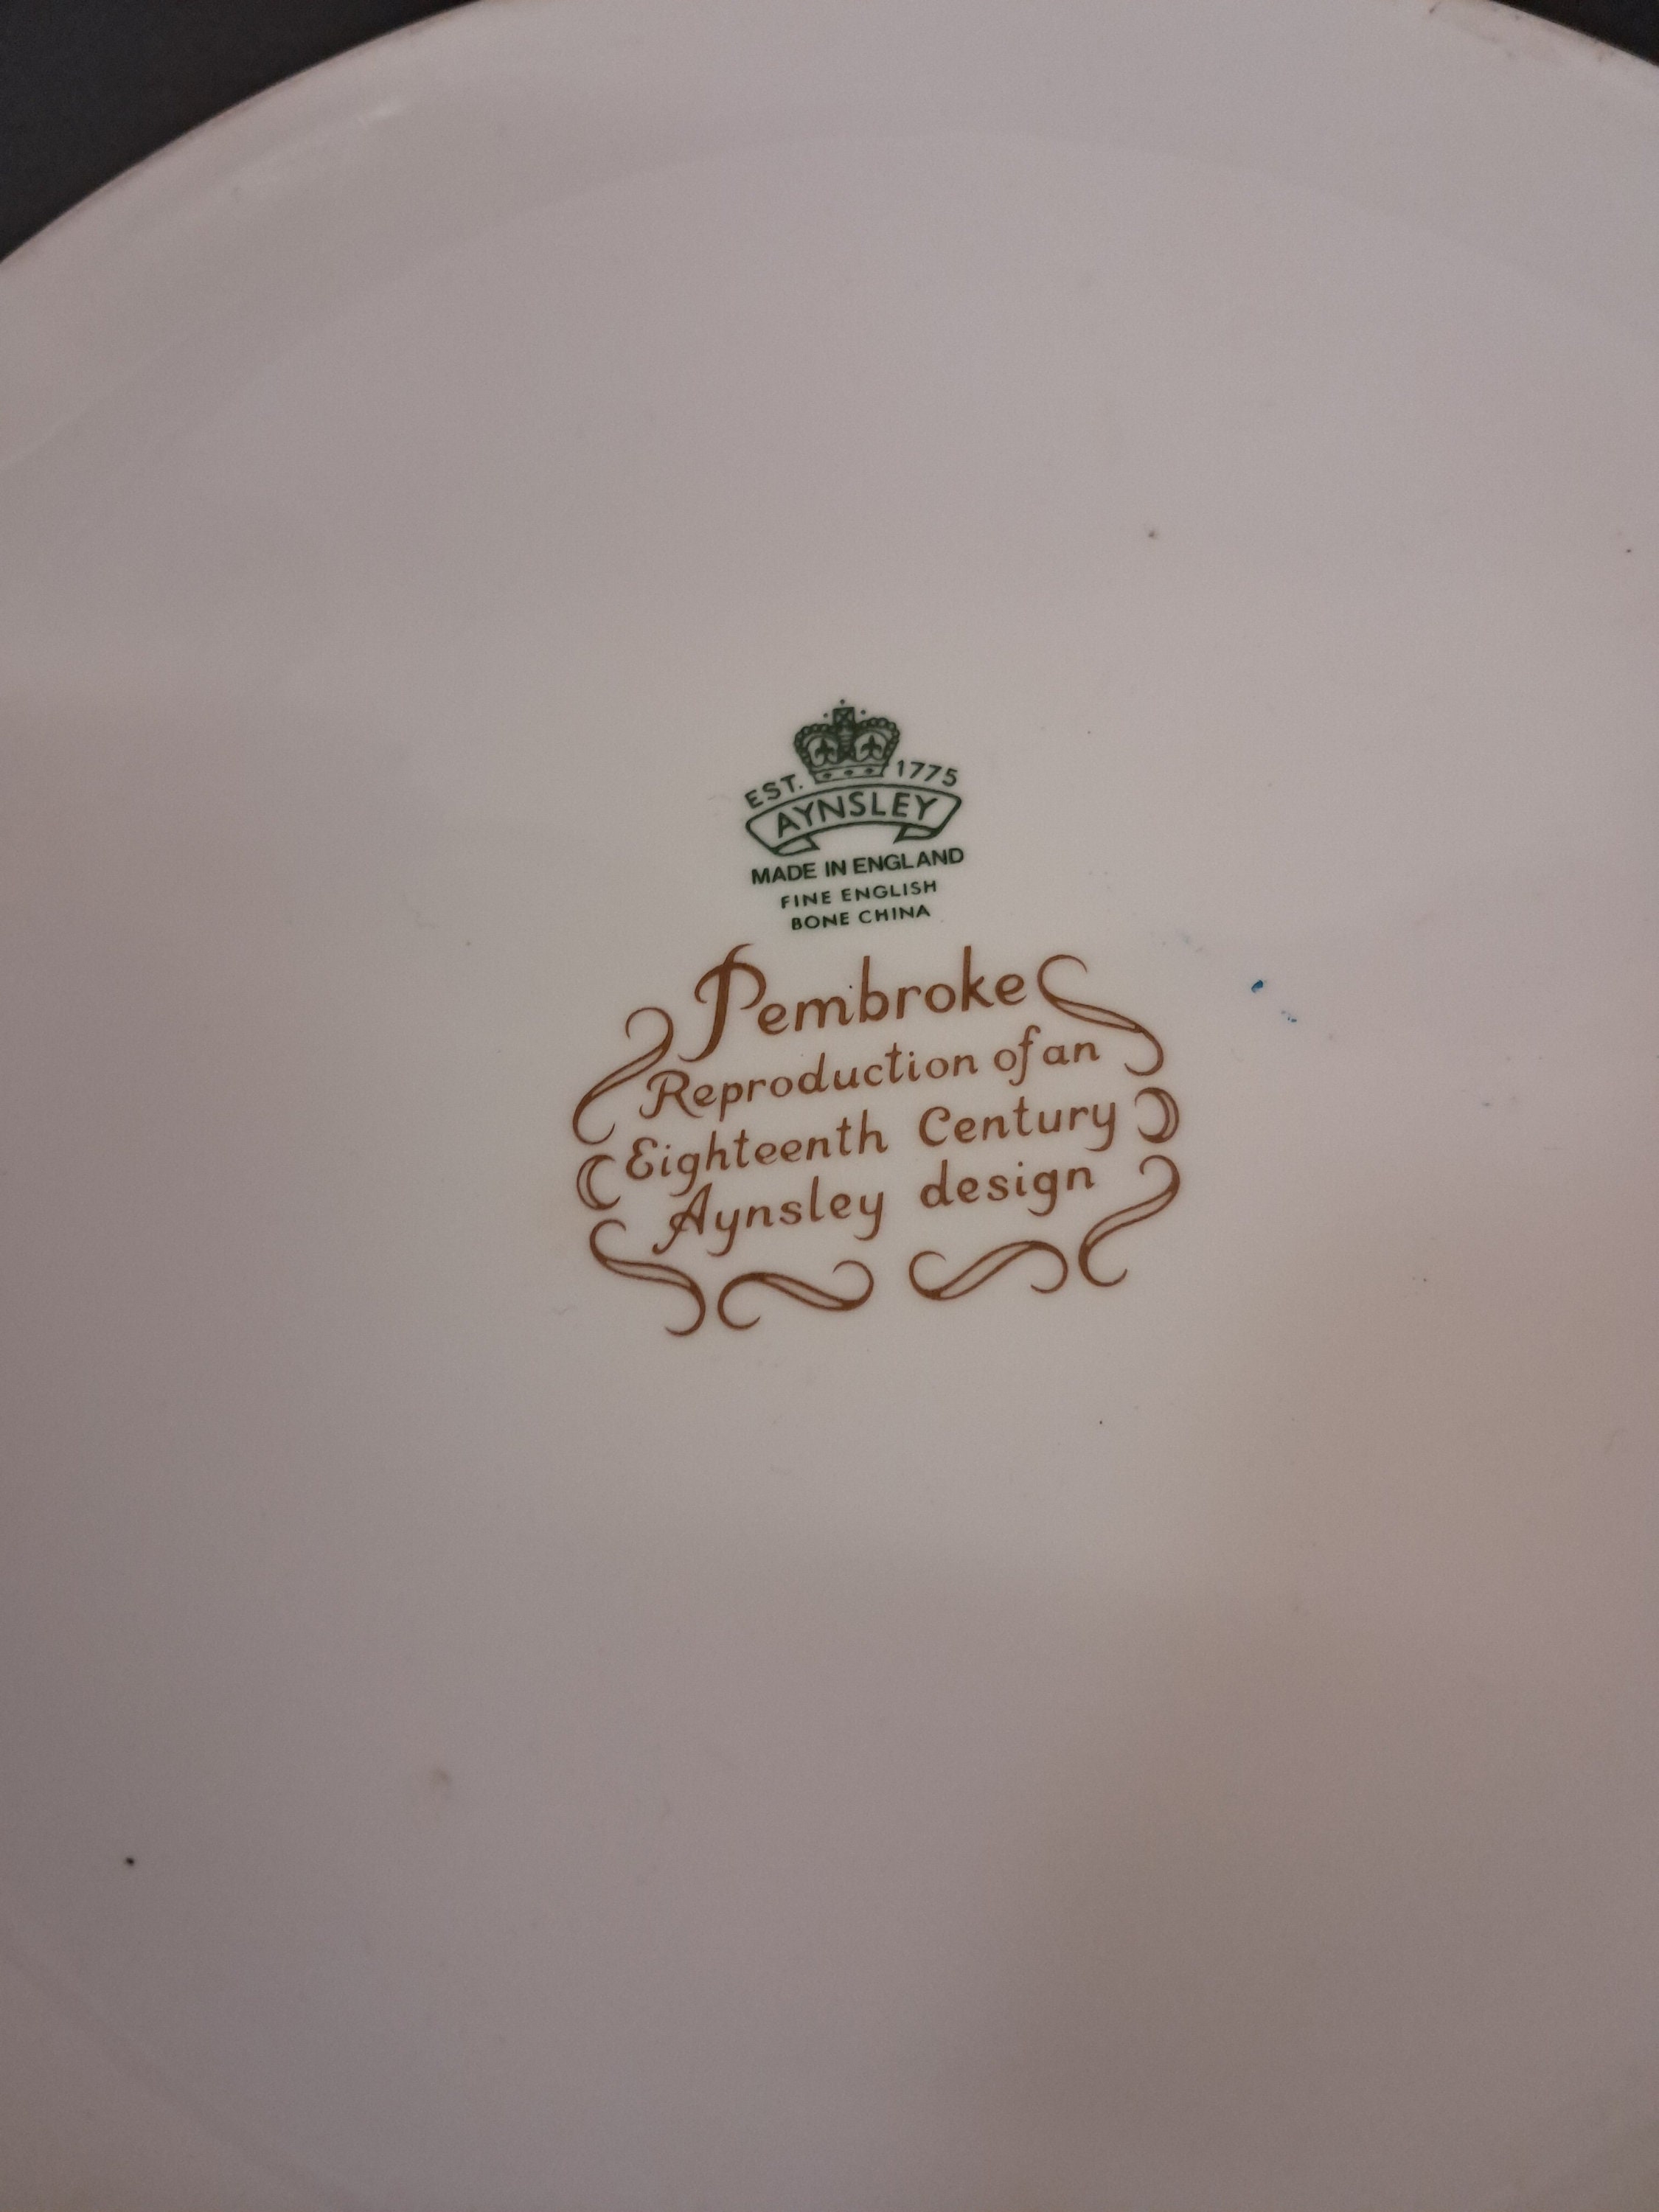 EST. 1775
AYNSLEY
MADE IN ENGLAND
FINE ENGLISH
BONE CHINA
Pembroke
Reproduction of an
Eighteenth Century
Aynsley design